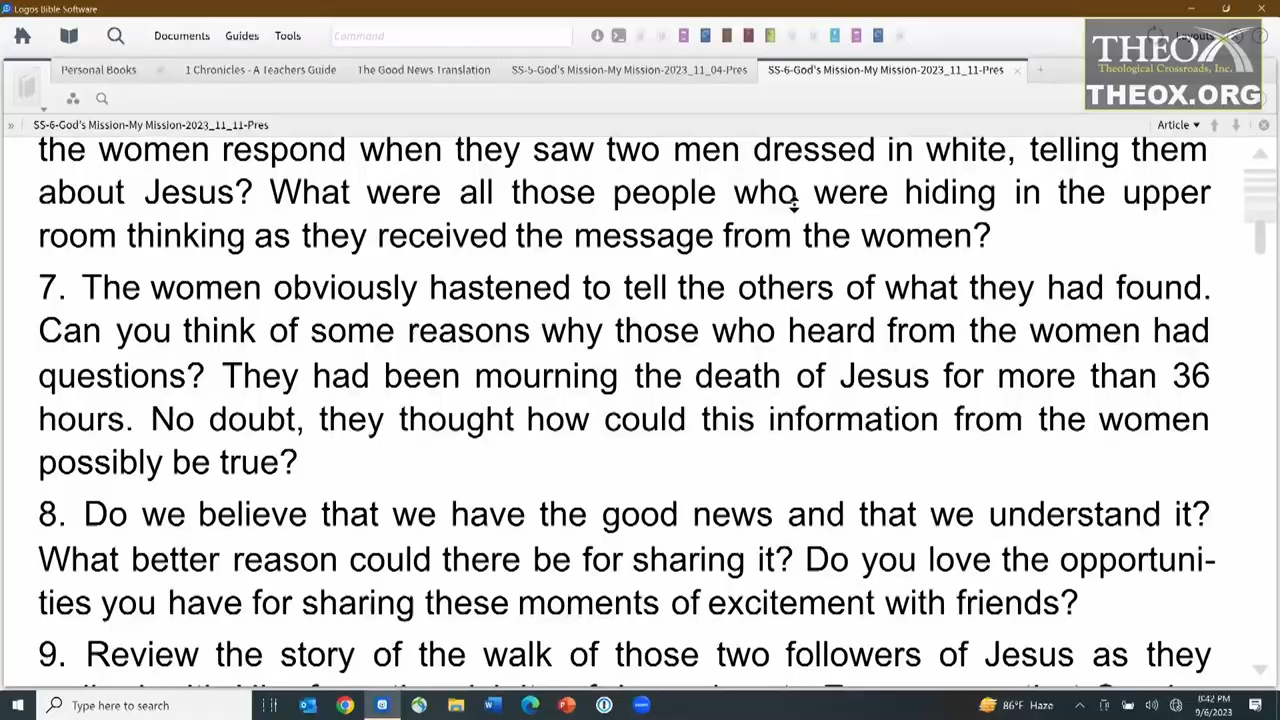 Logos Bible Software
Documents Guides Tools Command Layouts
THEOX
Theological Crossroads, Inc.
THEOX.ORG
Personal Books 1 Chronicles - A Teachers Guide The Good News Bible SS-5-God's Mission-My Mission-2023_11_04-Pres SS-6-God's Mission-My Mission-2023_11_11-Pres
SS-6-God's Mission-My Mission-2023_11_11-Pres Article
the women respond when they saw two men dressed in white, telling them
about Jesus? What were all those people who were hiding in the upper
room thinking as they received the message from the women?
7. The women obviously hastened to tell the others of what they had found.
Can you think of some reasons why those who heard from the women had
questions? They had been mourning the death of Jesus for more than 36
hours. No doubt, they thought how could this information from the women
possibly be true?
8. Do we believe that we have the good news and that we understand it?
What better reason could there be for sharing it? Do you love the opportuni-
ties you have for sharing these moments of excitement with friends?
9. Review the story of the walk of those two followers of Jesus as they
Type here to search 86°F Haze 8:42 PM
9/6/2023